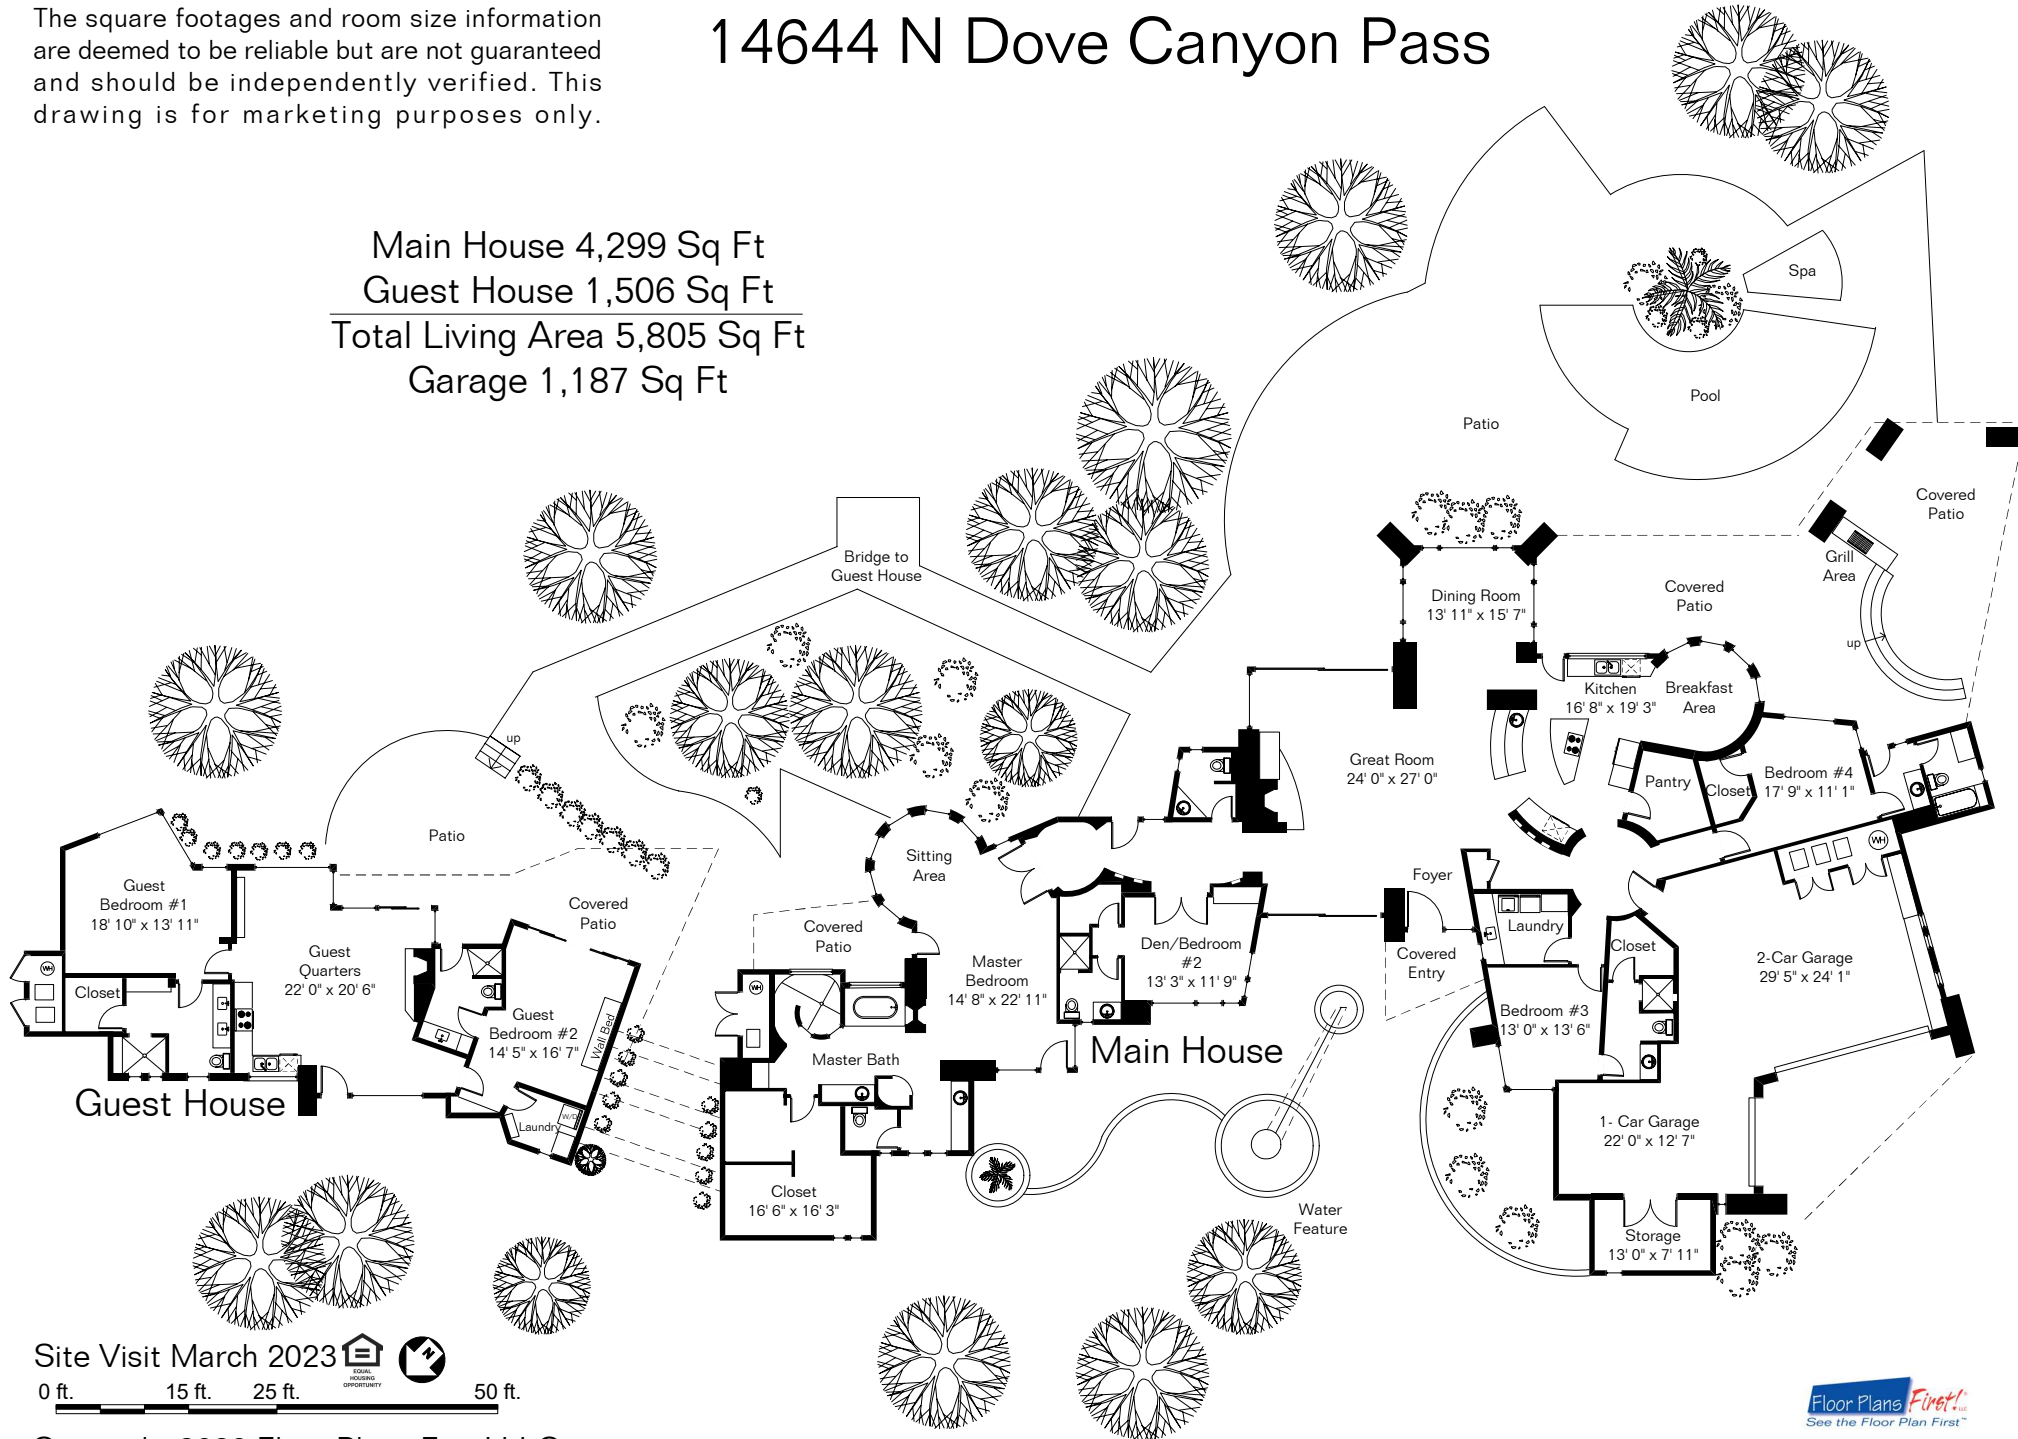 The square footages and room size information
are deemed to be reliable but are not guaranteed
and should be independently verified. This
drawing is for marketing purposes only.
14644 N Dove Canyon Pass
Main House 4,299 Sq Ft
Guest House 1,506 Sq Ft
Total Living Area 5,805 Sq Ft
Garage 1,187 Sq Ft
Spa
Pool
Patio
Covered
Patio
Grill
Area
up
Covered
Patio
Bridge to
Guest House
Dining Room
13' 11" x 15' 7"
Kitchen
16' 8" x 19' 3"
Breakfast
Area
Great Room
24' 0" x 27' 0"
Pantry
Closet
Bedroom #4
17' 9" x 11' 1"
WH
up
Patio
Covered
Patio
Guest
Bedroom #1
18' 10" x 13' 11"
Guest
Quarters
22' 0" x 20' 6"
WH
Closet
Guest
Bedroom #2
14' 5" x 16' 7"
Wall Bed
W/D
Laundry
Guest House
Sitting
Area
Covered
Patio
Master
Bedroom
14' 8" x 22' 11"
WH
Master Bath
Closet
16' 6" x 16' 3"
Den/Bedroom
#2
13' 3" x 11' 9"
Main House
Foyer
Covered
Entry
Laundry
Closet
Bedroom #3
13' 0" x 13' 6"
2-Car Garage
29' 5" x 24' 1"
1- Car Garage
22' 0" x 12' 7"
Storage
13' 0" x 7' 11"
Water
Feature
Site Visit March 2023
EQUAL
HOUSING
OPPORTUNITY
N
0 ft.
15 ft.
25 ft.
50 ft.
Floor Plans First! LLC
See the Floor Plan First™